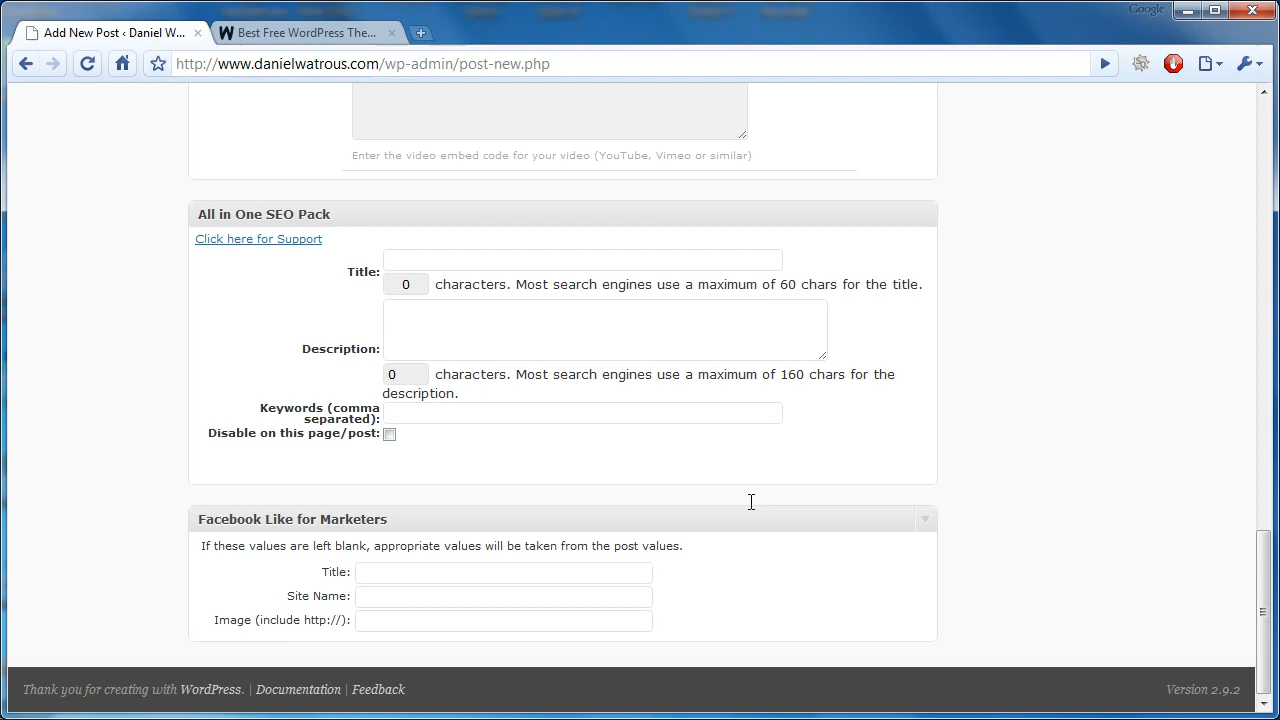 Google
Add New Post ‹ Daniel W...
W Best Free WordPress The...
http://www.danielwatrous.com/wp-admin/post-new.php
Enter the video embed code for your video (YouTube, Vimeo or similar)
All in One SEO Pack
Click here for Support
Title:
0 characters. Most search engines use a maximum of 60 chars for the title.
Description:
0 characters. Most search engines use a maximum of 160 chars for the
description.
Keywords (comma
separated):
Disable on this page/post:
Facebook Like for Marketers
If these values are left blank, appropriate values will be taken from the post values.
Title:
Site Name:
Image (include http://):
Thank you for creating with WordPress. | Documentation | Feedback
Version 2.9.2